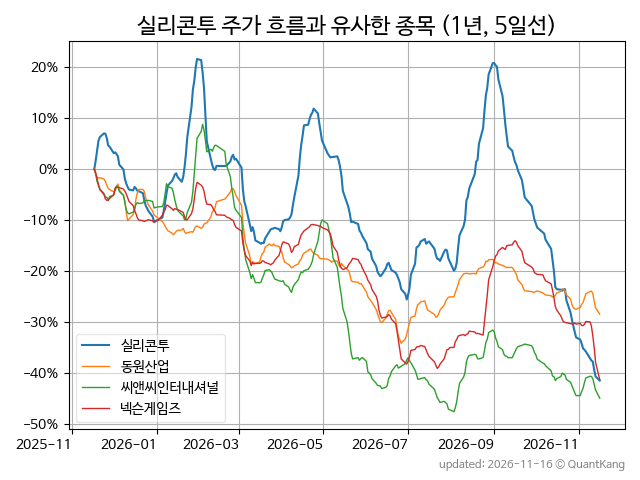 실리콘투 주가 흐름과 유사한 종목 (1년, 5일선)
20%
10%
0%
−10%
−20%
−30%
−40%
−50%
실리콘투
동원산업
씨앤씨인터내셔널
넥슨게임즈
2025-11 2026-01 2026-03 2026-05 2026-07 2026-09 2026-11
updated: 2026-11-16 © QuantKang